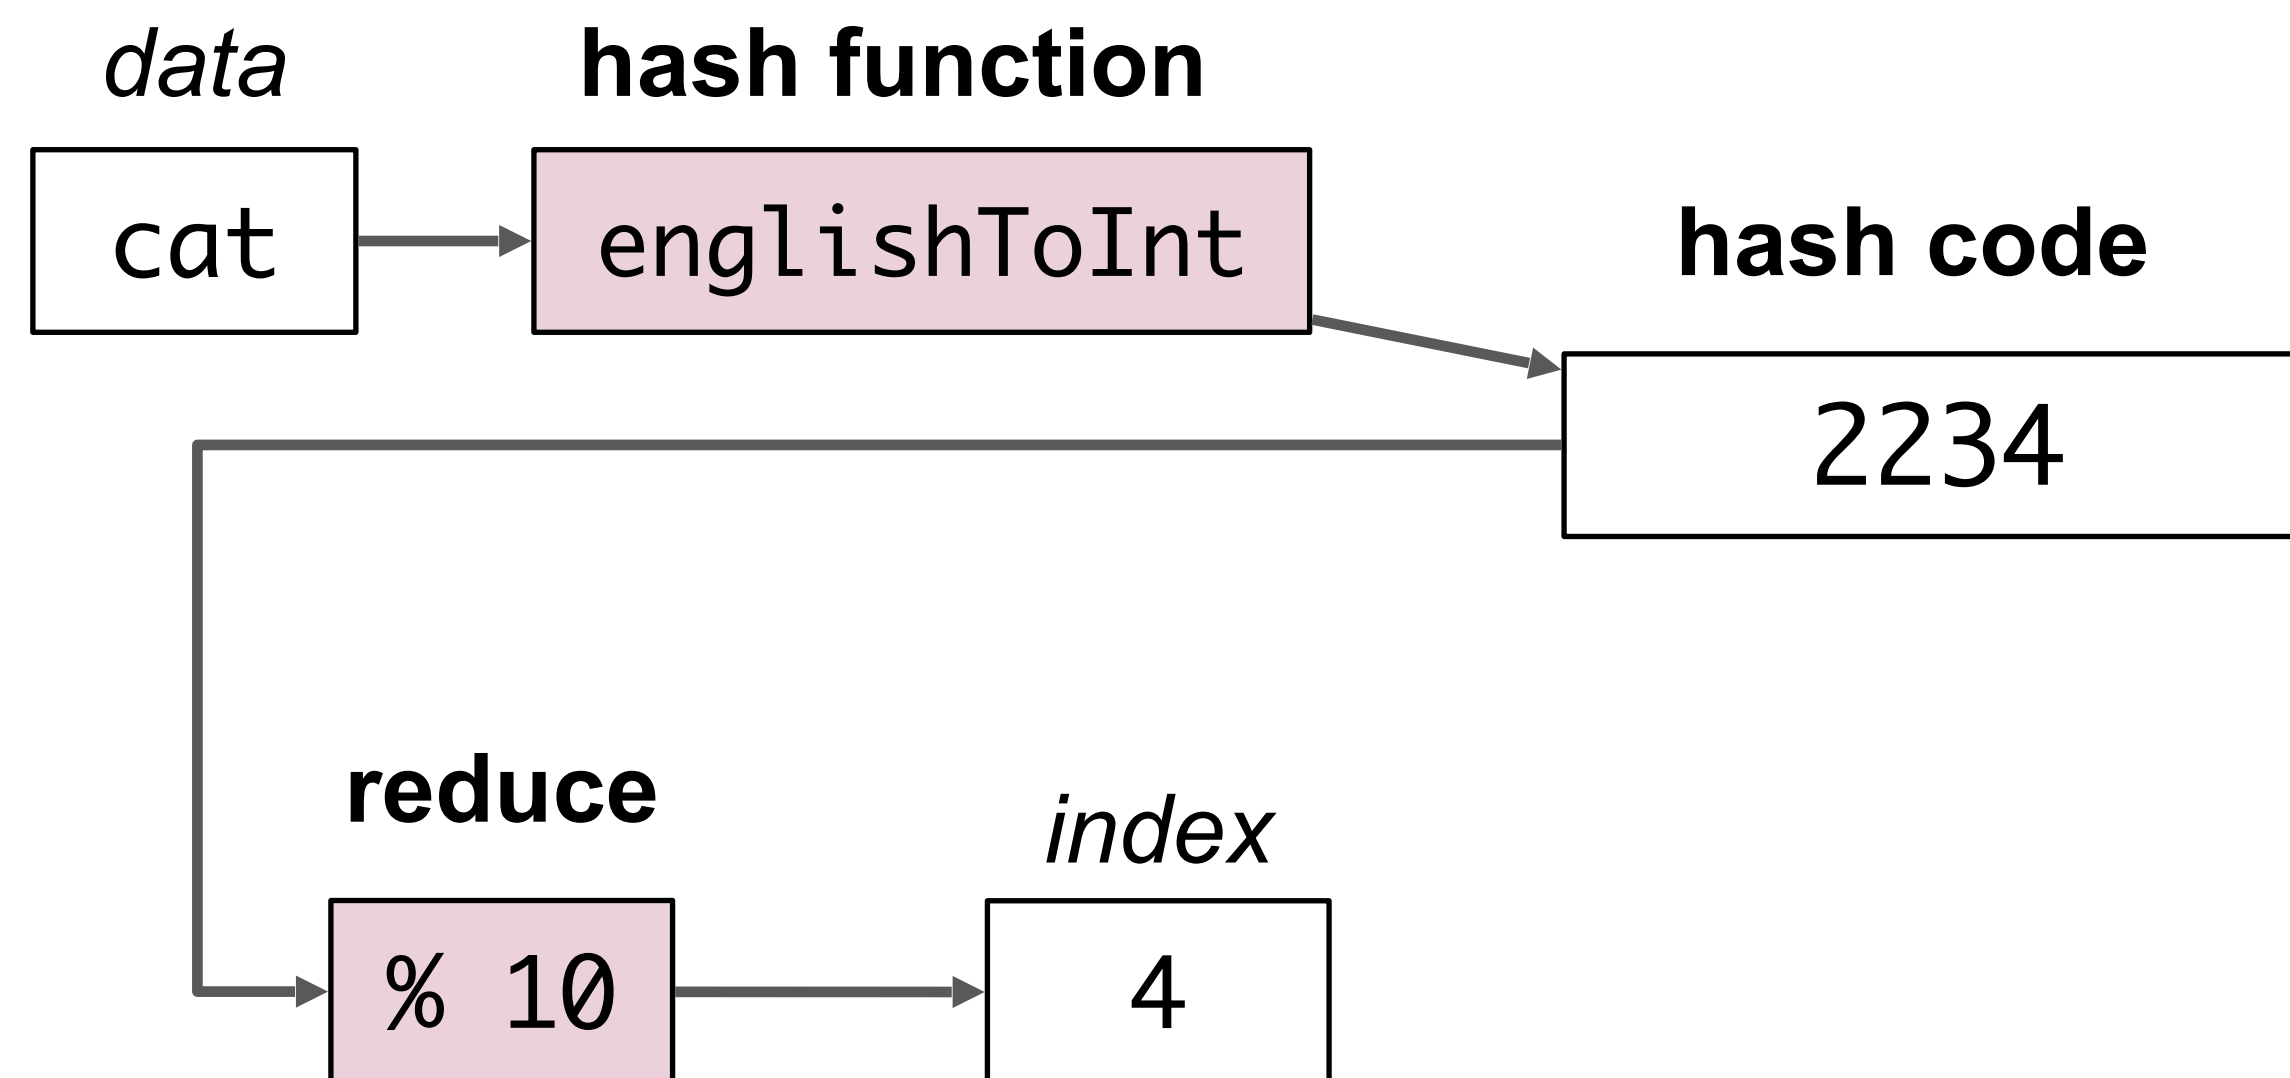 data
hash function
cat
englishToInt
hash code
2234
reduce
index
% 10
4